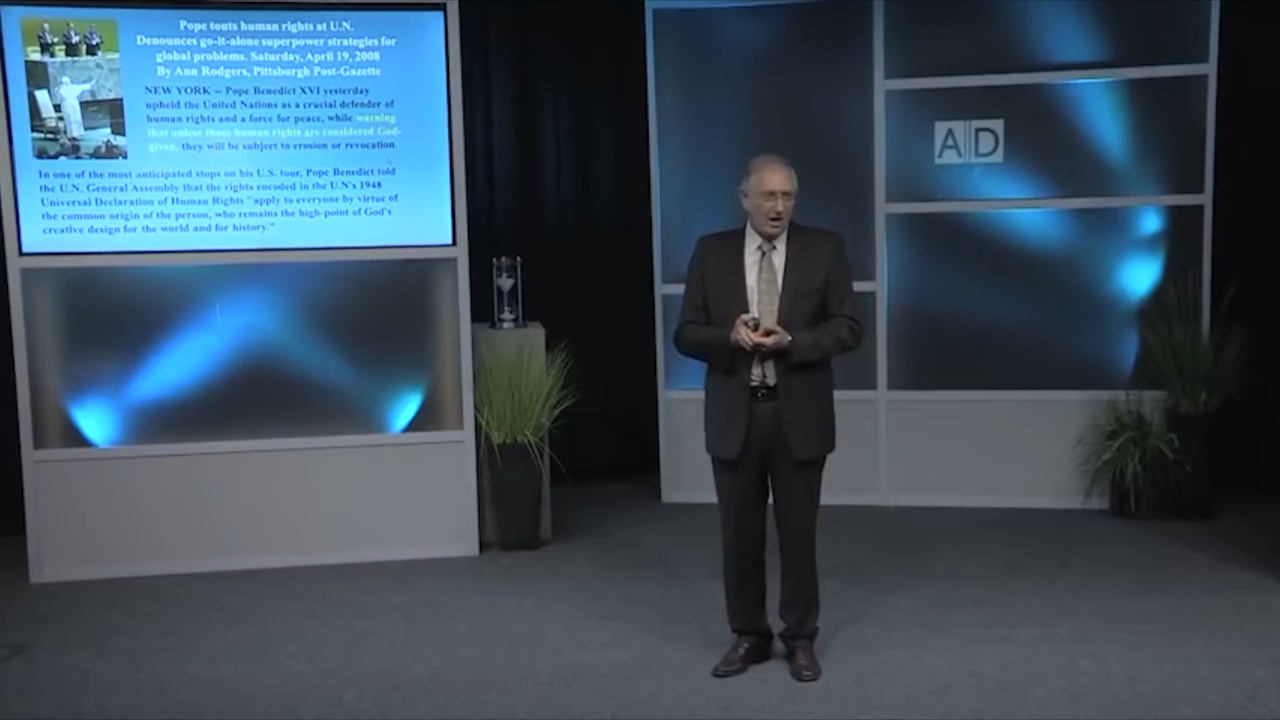 Pope touts human rights at U.N.
Denounces go-it-alone superpower strategies for
global problems. Saturday, April 19, 2008
By Ann Rodgers, Pittsburgh Post-Gazette
NEW YORK – Pope Benedict XVI yesterday
upheld the United Nations as a crucial defender of
human rights and a force for peace, while warning
that unless those human rights are considered God-
given, they will be subject to erosion or revocation.
In one of the most anticipated stops on his U.S. tour, Pope Benedict told
the U.N. General Assembly that the rights encoded in the U.N's 1948
Universal Declaration of Human Rights "apply to everyone by virtue of
the common origin of the person, who remains the high-point of God's
creative design for the world and for history."
AD